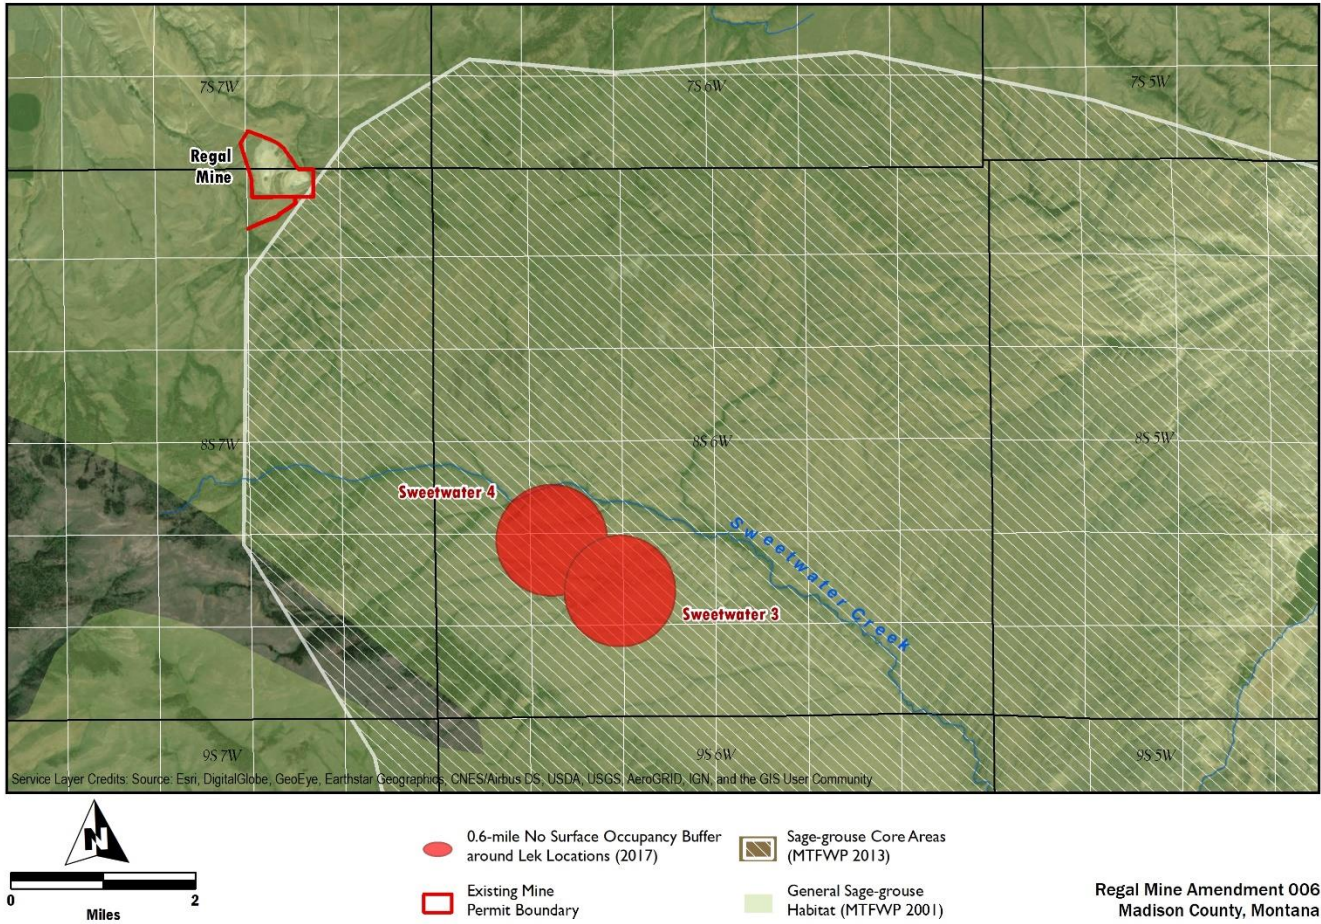 7S 7W
7S 6W
7S 5W
Regal
Mine
8S 7W
8S 6W
8S 5W
Sweetwater 4
Sweetwater Creek
Sweetwater 3
9S 7W
9S 6W
9S 5W
Service Layer Credits: Source: Esri, DigitalGlobe, GeoEye, Earthstar Geographics, CNES/Airbus DS, USDA, USGS, AeroGRID, IGN, and the GIS User Community
N
0 2
Miles
0.6-mile No Surface Occupancy Buffer
around Lek Locations (2017)
Existing Mine
Permit Boundary
Sage-grouse Core Areas
(MTFWP 2013)
General Sage-grouse
Habitat (MTFWP 2001)
Regal Mine Amendment 006
Madison County, Montana